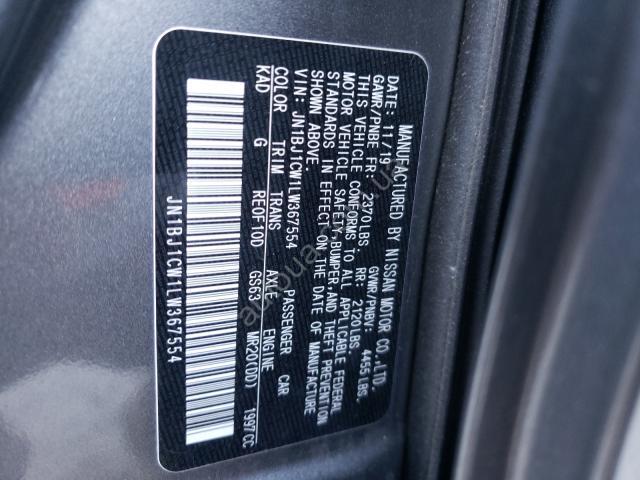 MANUFACTURED BY NISSAN MOTOR CO.,LTD.
DATE: 11/19 GVWR/PNBV: 4455LBS.
GAWR/PNBE FR: 2370LBS. RR: 2120LBS.
THIS VEHICLE CONFORMS TO ALL APPLICABLE FEDERAL
MOTOR VEHICLE SAFETY, BUMPER, AND THEFT PREVENTION
STANDARDS IN EFFECT ON THE DATE OF MANUFACTURE
SHOWN ABOVE.
VIN: JN1BJ1CW1LW367554 PASSENGER CAR
COLOR TRIM TRANS AXLE ENGINE
KAD G RE0F10D GS63 MR20(DD) 1997CC
JN1BJ1CW1LW367554